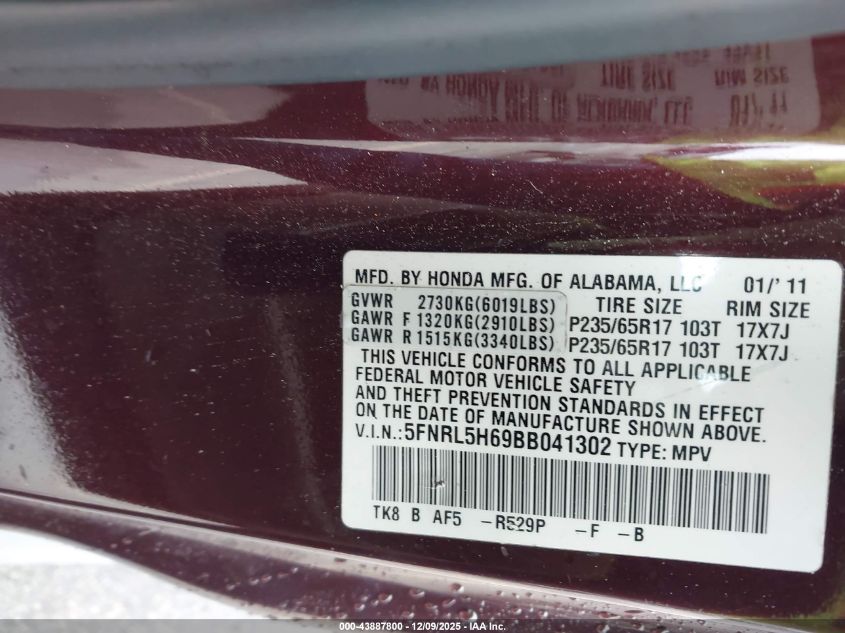 MFD. BY HONDA MFG. OF ALABAMA, LLC 01/'11
GVWR 2730KG(6019LBS) TIRE SIZE RIM SIZE
GAWR F 1320KG(2910LBS) P235/65R17 103T 17X7J
GAWR R 1515KG(3340LBS) P235/65R17 103T 17X7J
THIS VEHICLE CONFORMS TO ALL APPLICABLE
FEDERAL MOTOR VEHICLE SAFETY
AND THEFT PREVENTION STANDARDS IN EFFECT
ON THE DATE OF MANUFACTURE SHOWN ABOVE.
V.I.N.:5FNRL5H69BB041302 TYPE: MPV
TK8 B AF5 -R529P -F -B
000-43887800 - 12/09/2025 - IAA Inc.